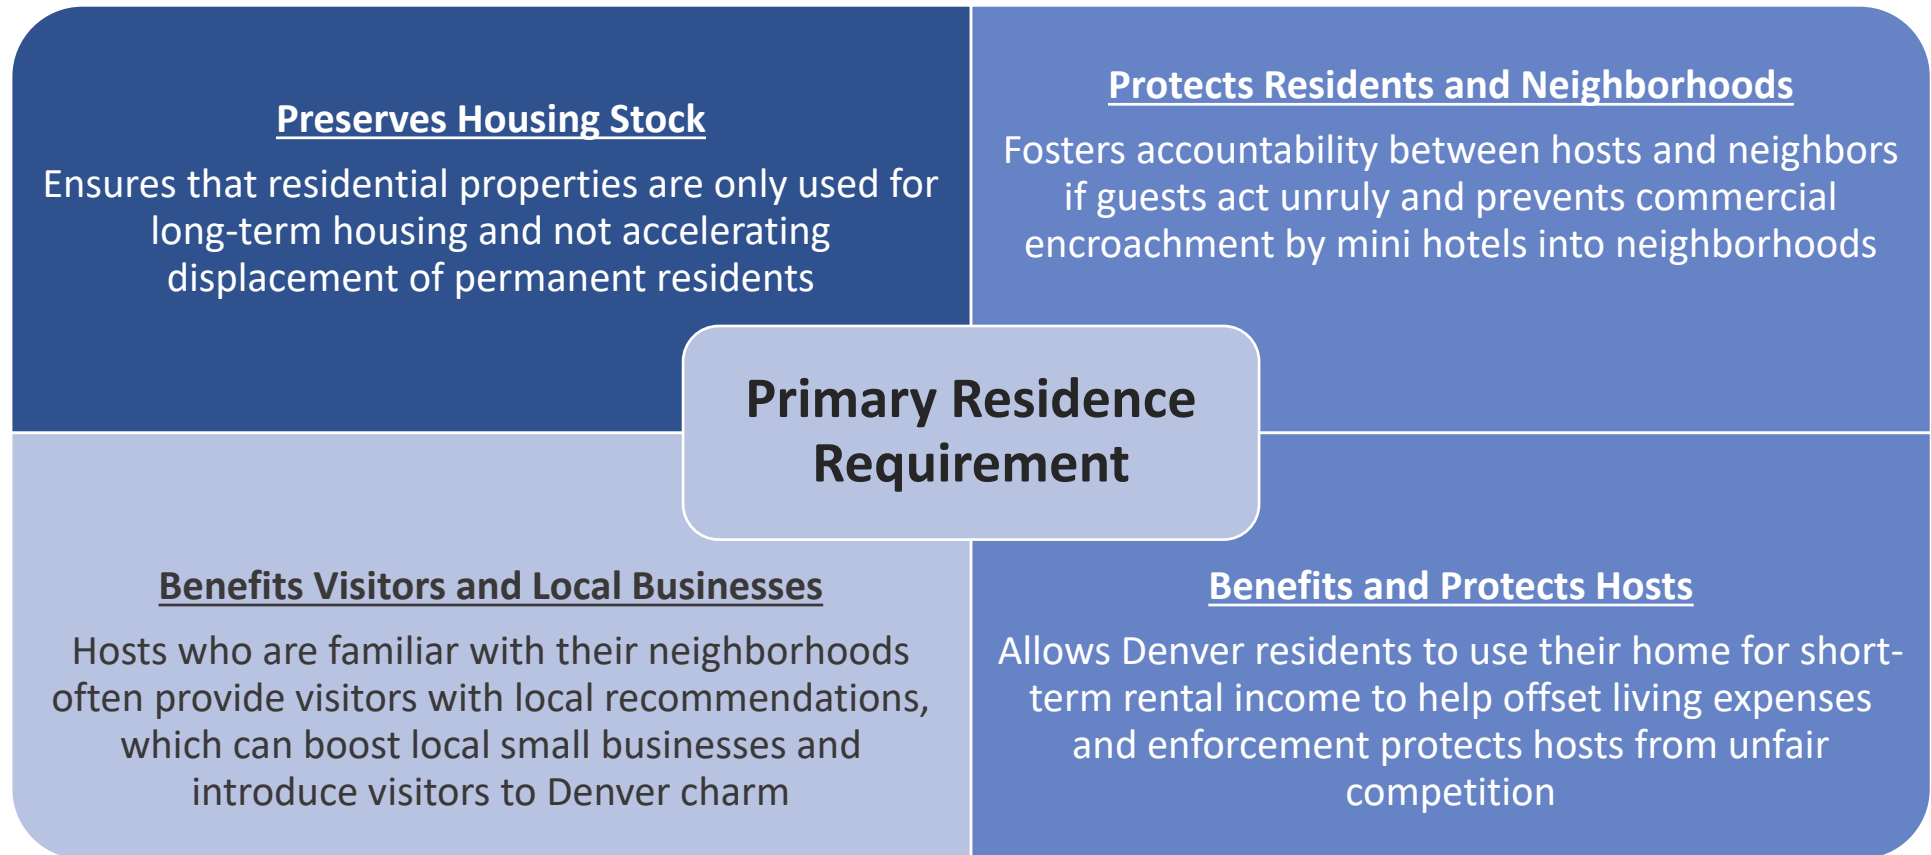 Preserves Housing Stock
Ensures that residential properties are only used for
long-term housing and not accelerating
displacement of permanent residents
Protects Residents and Neighborhoods
Fosters accountability between hosts and neighbors
if guests act unruly and prevents commercial
encroachment by mini hotels into neighborhoods
Primary Residence
Requirement
Benefits Visitors and Local Businesses
Hosts who are familiar with their neighborhoods
often provide visitors with local recommendations,
which can boost local small businesses and
introduce visitors to Denver charm
Benefits and Protects Hosts
Allows Denver residents to use their home for short-
term rental income to help offset living expenses
and enforcement protects hosts from unfair
competition